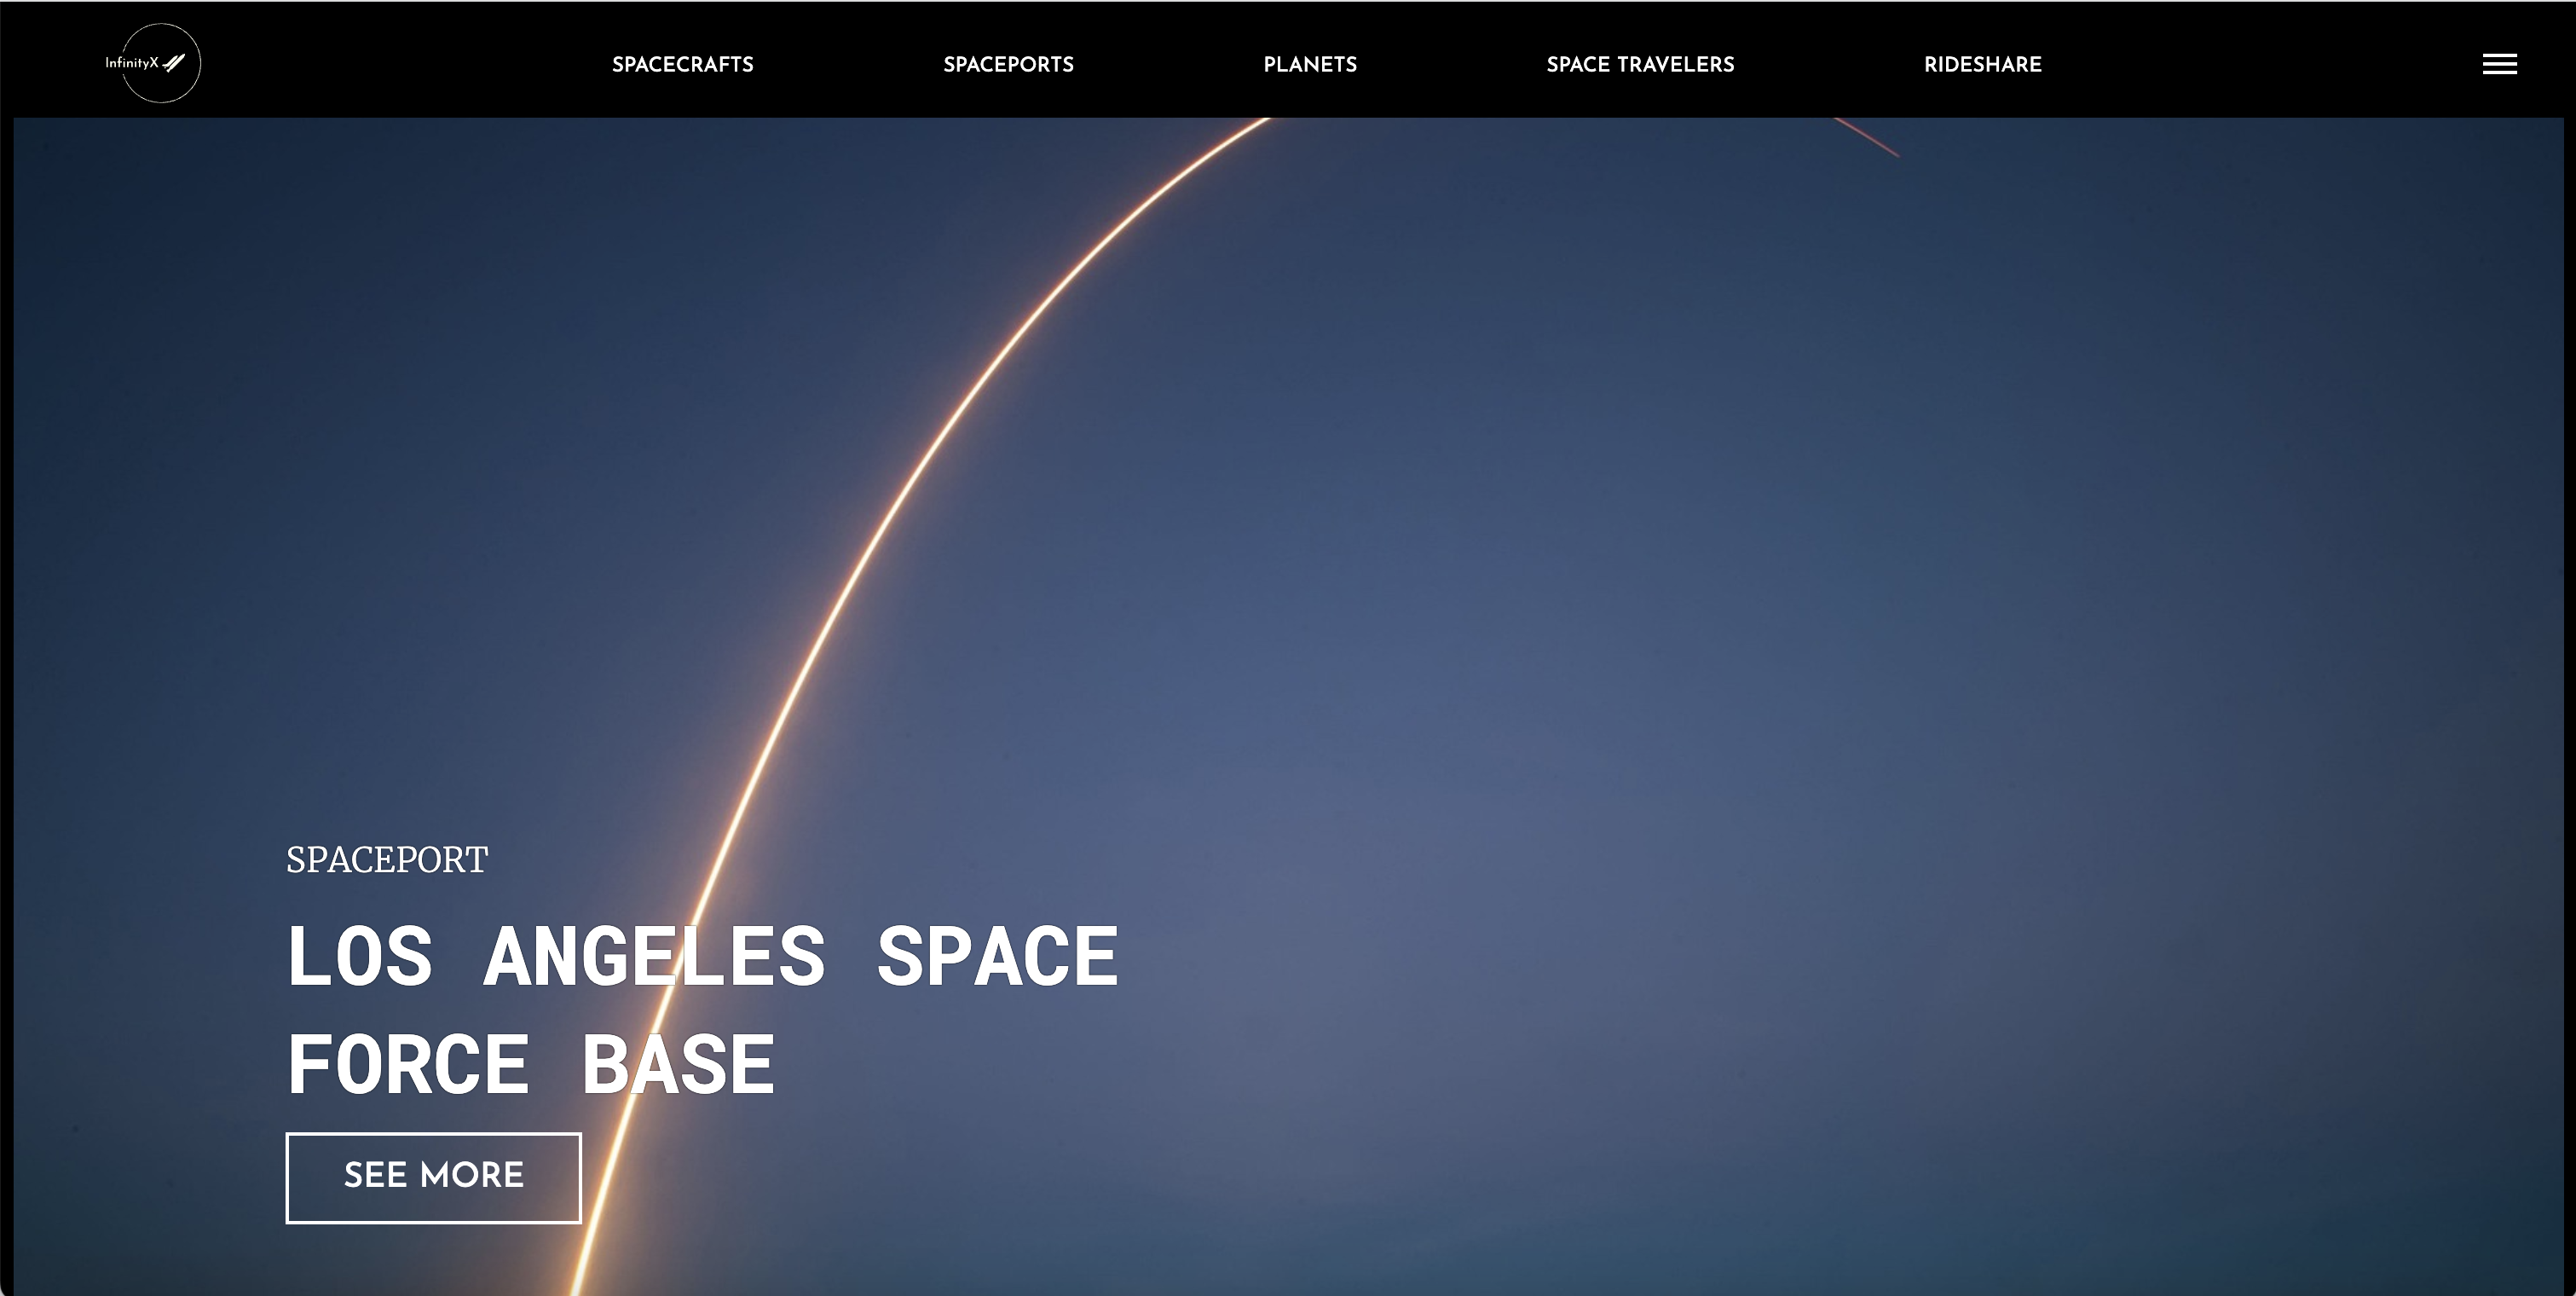 InfinityX
SPACECRAFTS
SPACEPORTS
PLANETS
SPACE TRAVELERS
RIDESHARE
SPACEPORT
LOS ANGELES SPACE
FORCE BASE
SEE MORE